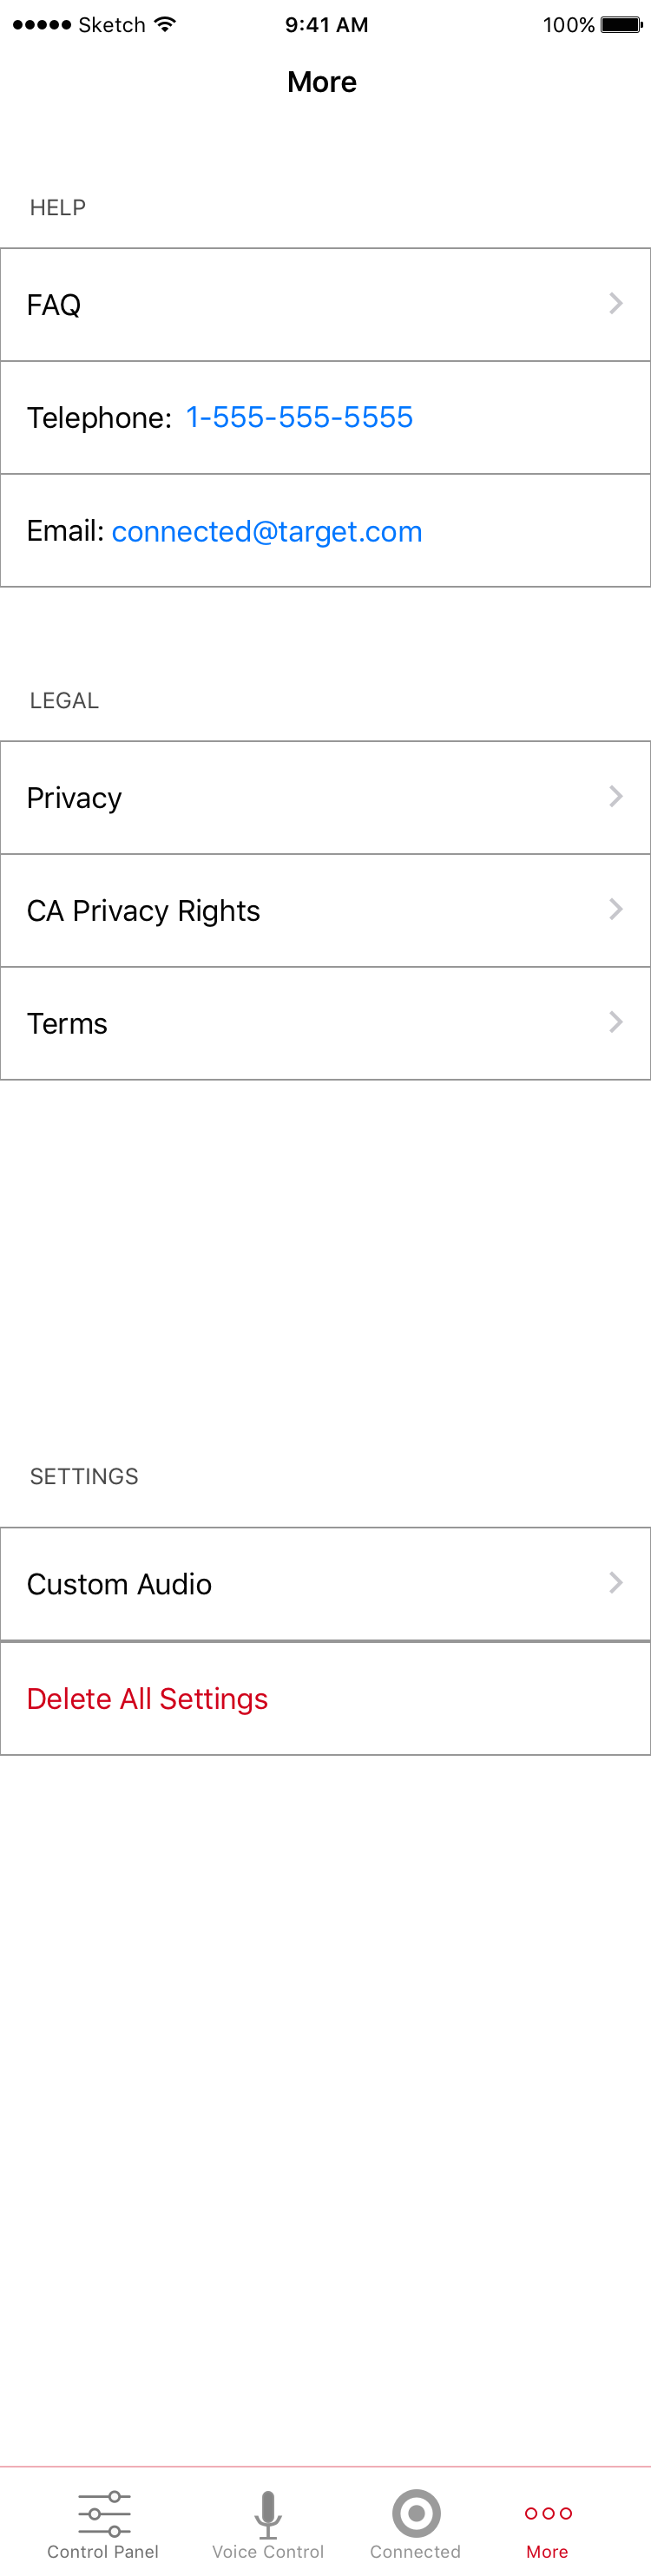 Sketch 9:41 AM 100%
More
HELP
FAQ
Telephone: 1-555-555-5555
Email: connected@target.com
LEGAL
Privacy
CA Privacy Rights
Terms
SETTINGS
Custom Audio
Delete All Settings
Control Panel Voice Control Connected More